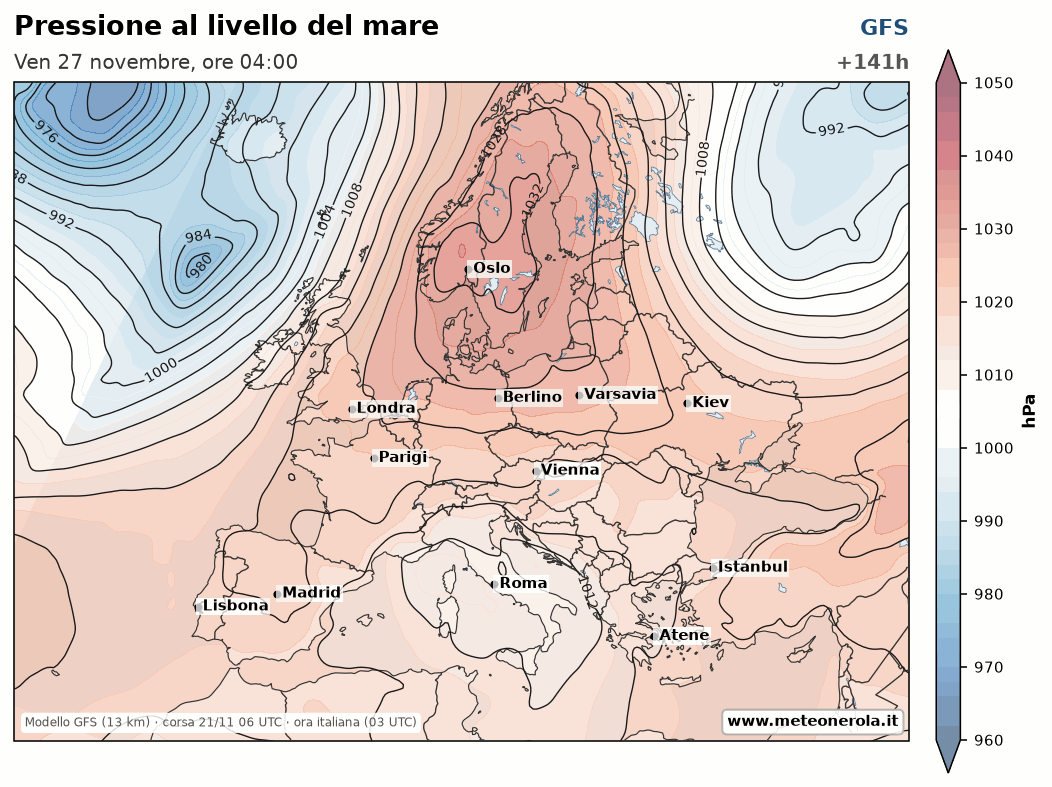 Pressione al livello del mare
GFS
Ven 27 novembre, ore 04:00
+141h
976
992
1028
1008
1004
1008
992
984
980
1032
1000
1012
Oslo
Londra
Berlino
Varsavia
Kiev
Parigi
Vienna
Istanbul
Roma
Madrid
Lisbona
Atene
1050
1040
1030
1020
1010
1000
990
980
970
960
hPa
Modello GFS (13 km) · corsa 21/11 06 UTC · ora italiana (03 UTC)
www.meteonerola.it